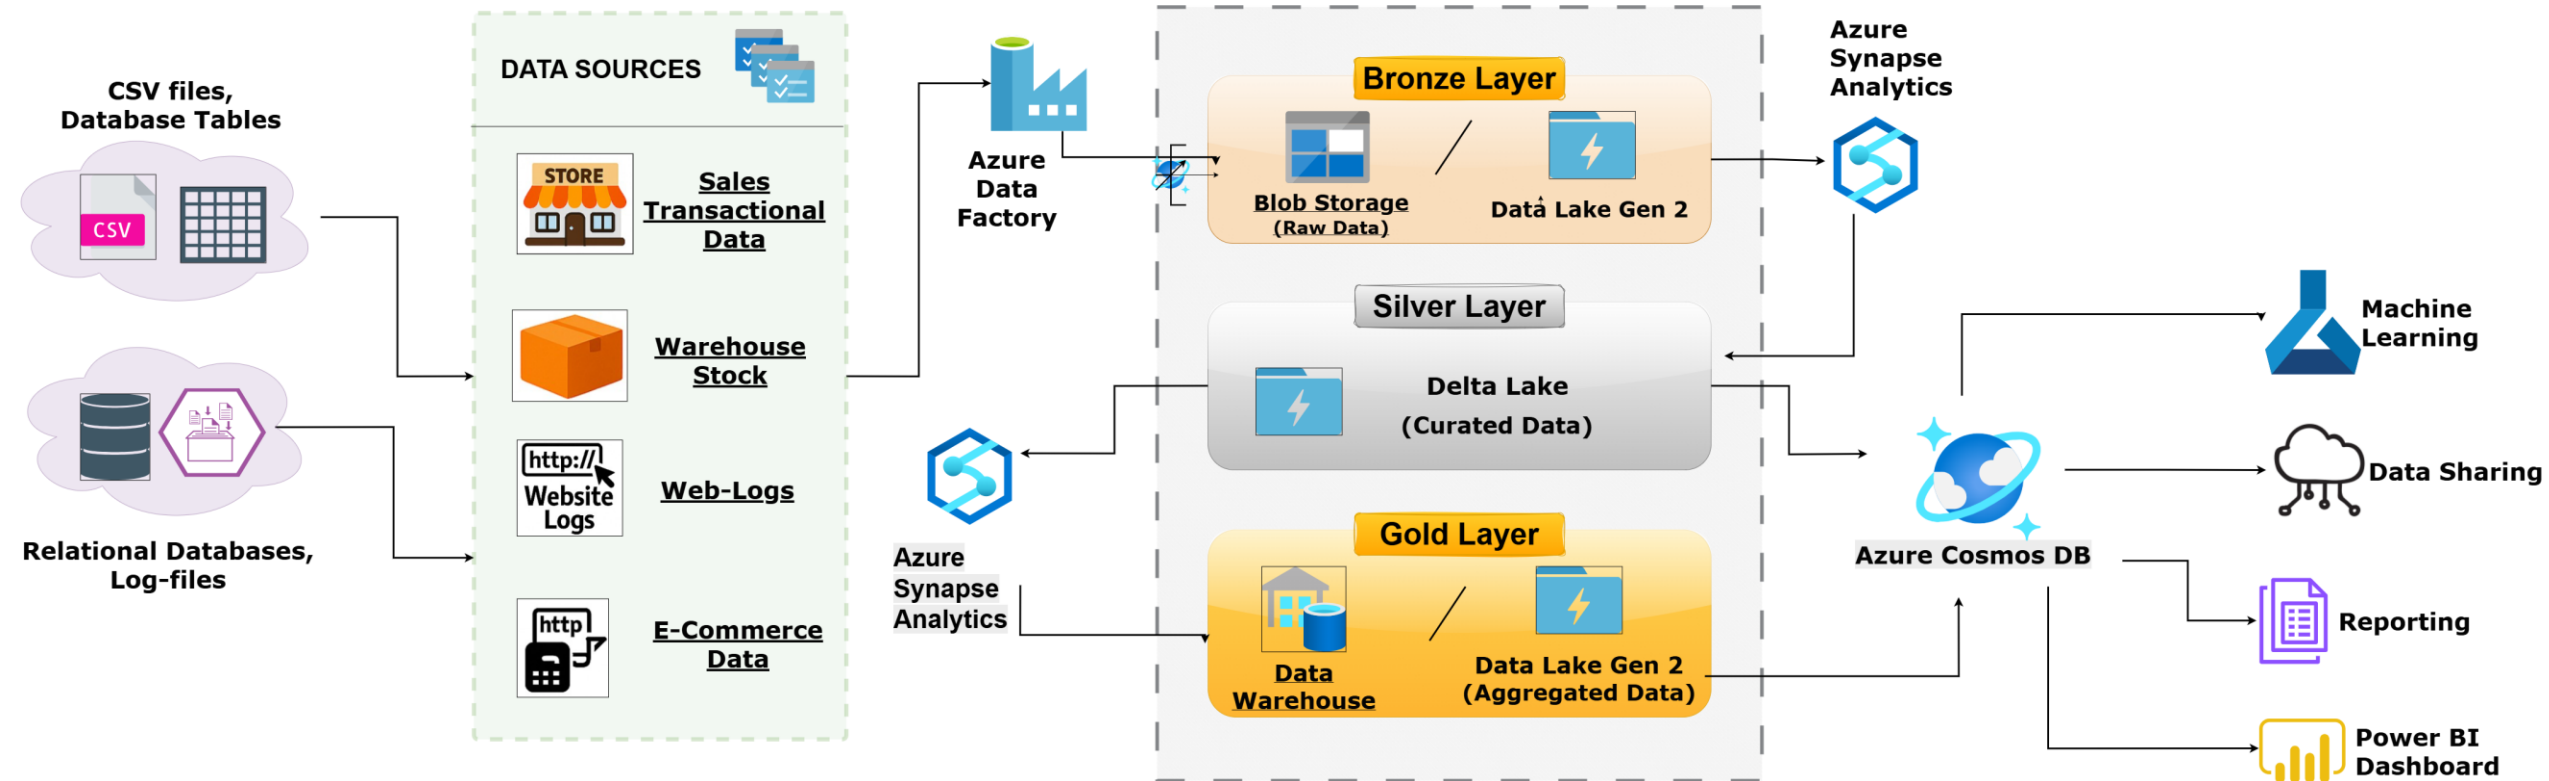 CSV files,
Database Tables
CSV
Relational Databases,
Log-files
DATA SOURCES
STORE
Sales
Transactional
Data
Warehouse
Stock
http://
Website
Logs
Web-Logs
http
E-Commerce
Data
Azure
Data
Factory
Bronze Layer
Blob Storage
(Raw Data)
/
Data Lake Gen 2
Azure
Synapse
Analytics
Silver Layer
Delta Lake
(Curated Data)
Azure
Synapse
Analytics
Gold Layer
Data
Warehouse
/
Data Lake Gen 2
(Aggregated Data)
Azure Cosmos DB
Machine
Learning
Data Sharing
Reporting
Power BI
Dashboard